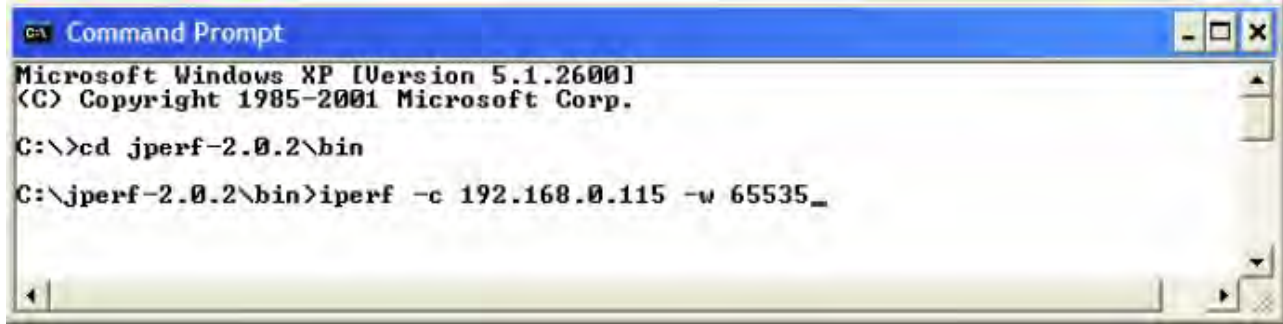 Command Prompt
Microsoft Windows XP [Version 5.1.2600]
(C) Copyright 1985-2001 Microsoft Corp.
C:\>cd jperf-2.0.2\bin
C:\jperf-2.0.2\bin>iperf -c 192.168.0.115 -w 65535_